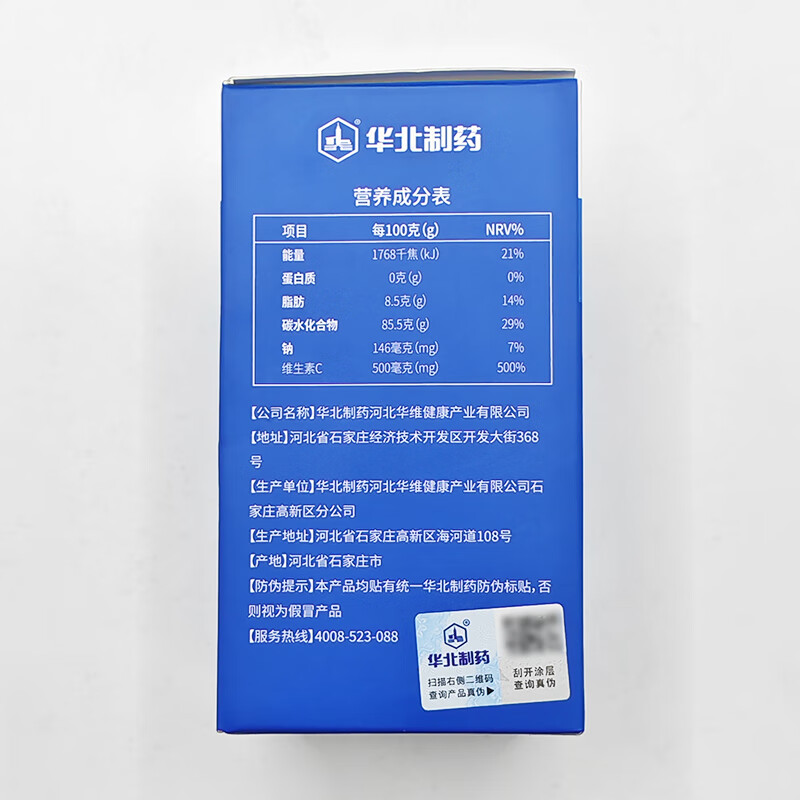 华北制药
营养成分表
项目 每100克(g) NRV%
能量 1768千焦(kJ) 21%
蛋白质 0克(g) 0%
脂肪 8.5克(g) 14%
碳水化合物 85.5克(g) 29%
钠 146毫克(mg) 7%
维生素C 500毫克(mg) 500%
【公司名称】华北制药河北华维健康产业有限公司
【地址】河北省石家庄经济技术开发区开发大街368
号
【生产单位】华北制药河北华维健康产业有限公司石
家庄高新区分公司
【生产地址】河北省石家庄高新区海河道108号
【产地】河北省石家庄市
【防伪提示】本产品均贴有统一华北制药防伪标贴,否
则视为假冒产品
【服务热线】4008-523-088
华北制药
扫描右侧二维码
查询产品真伪▶
刮开涂层
查询真伪